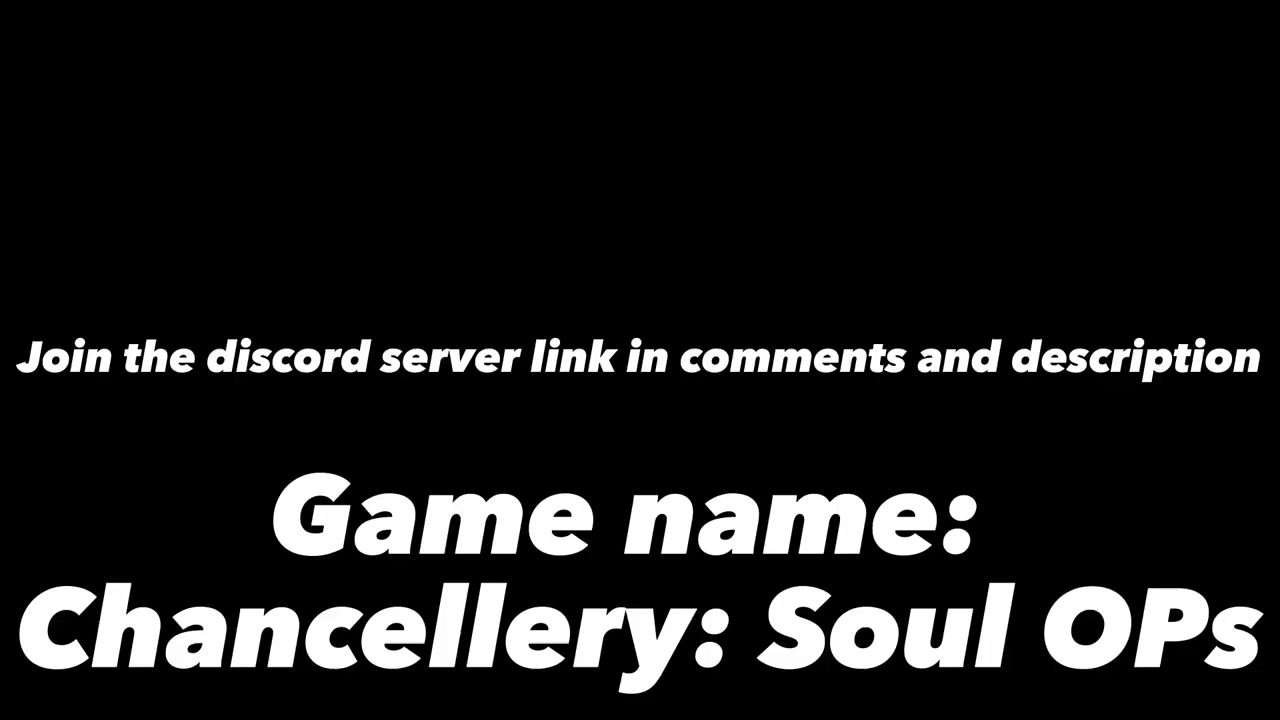 Join the discord server link in comments and description
Game name:
Chancellery: Soul OPs